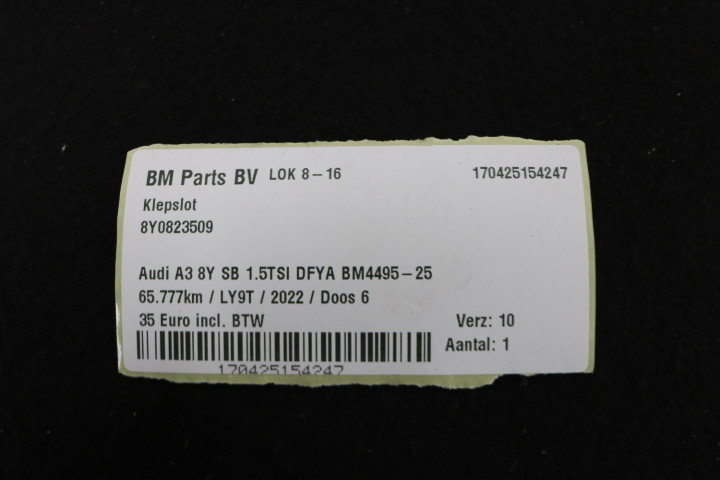 BM Parts BV LOK 8-16 170425154247
Klepslot
8Y0823509
Audi A3 8Y SB 1.5TSI DFYA BM4495-25
65.777km / LY9T / 2022 / Doos 6
35 Euro incl. BTW Verz: 10
Aantal: 1
170425154247